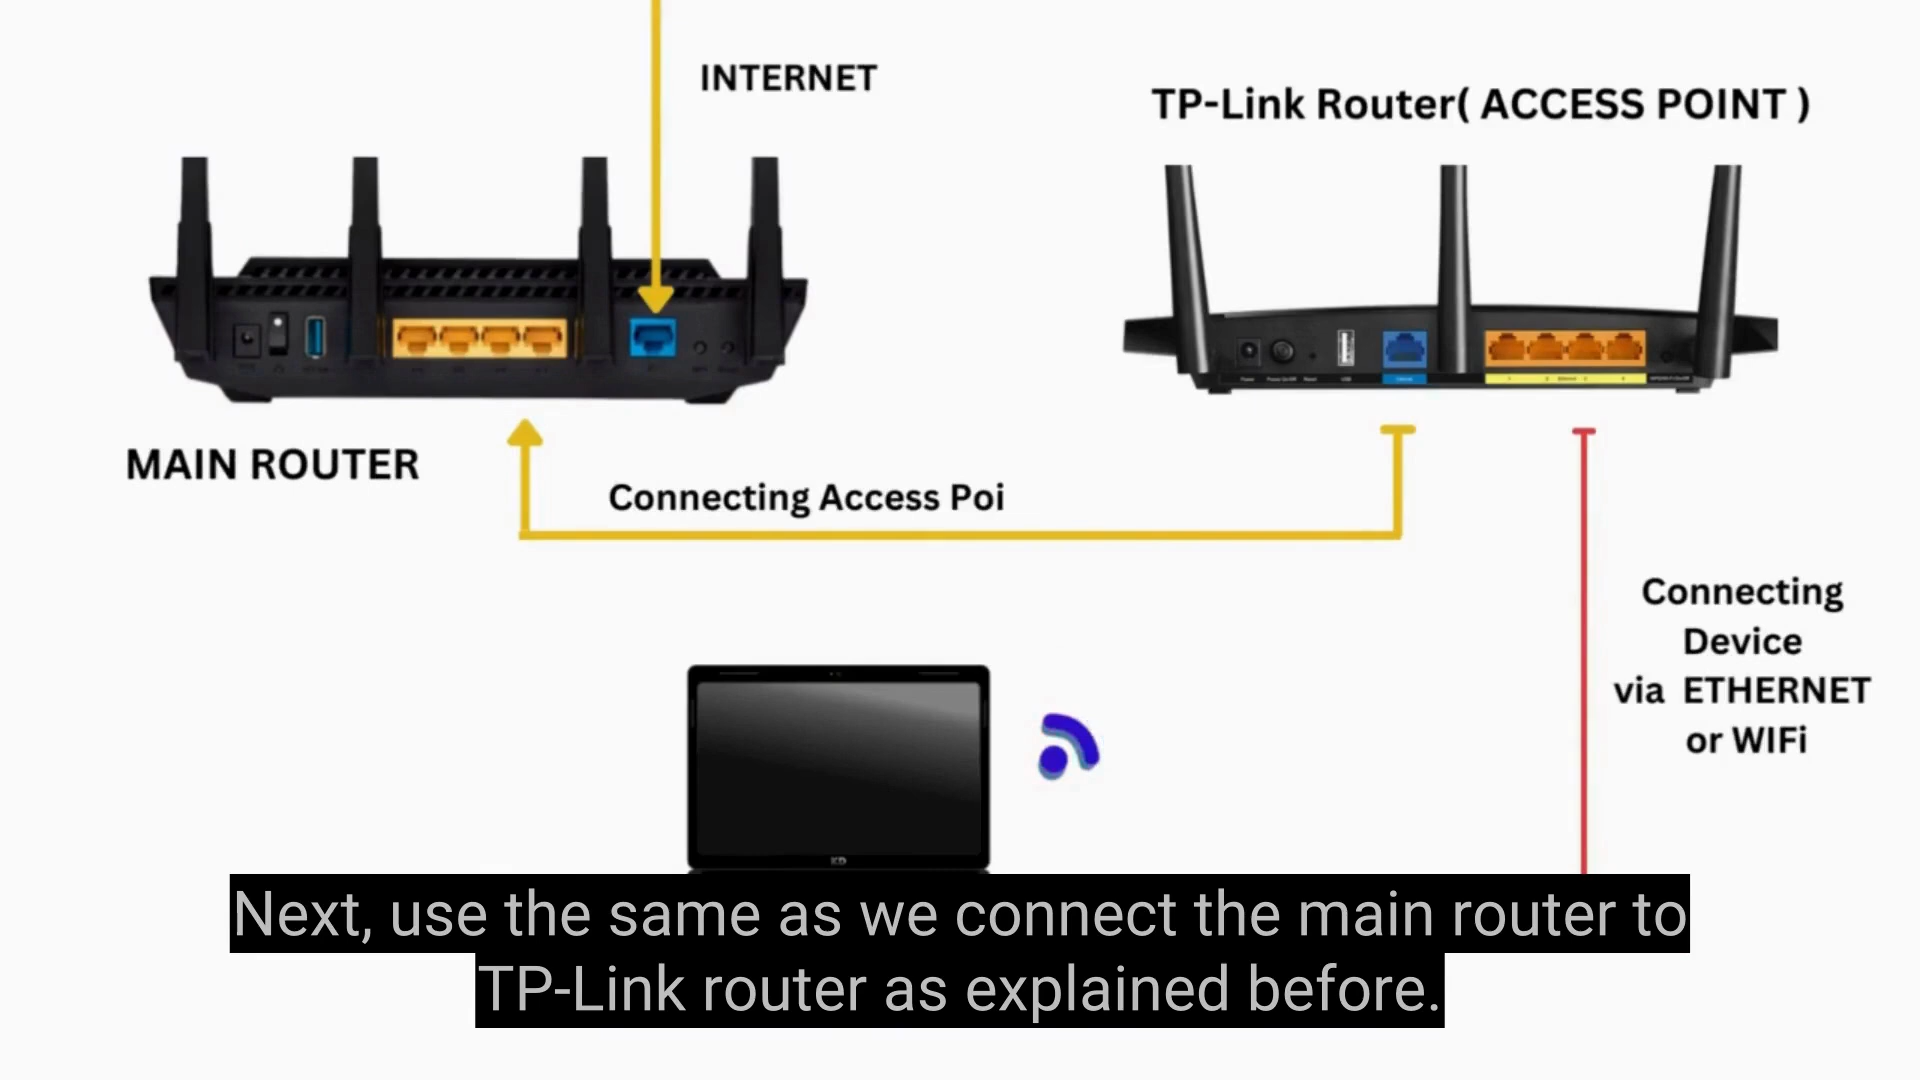 INTERNET
TP-Link Router( ACCESS POINT )
MAIN ROUTER
Connecting Access Poi
Connecting
Device
via ETHERNET
or WIFi
Next, use the same as we connect the main router to
TP-Link router as explained before.